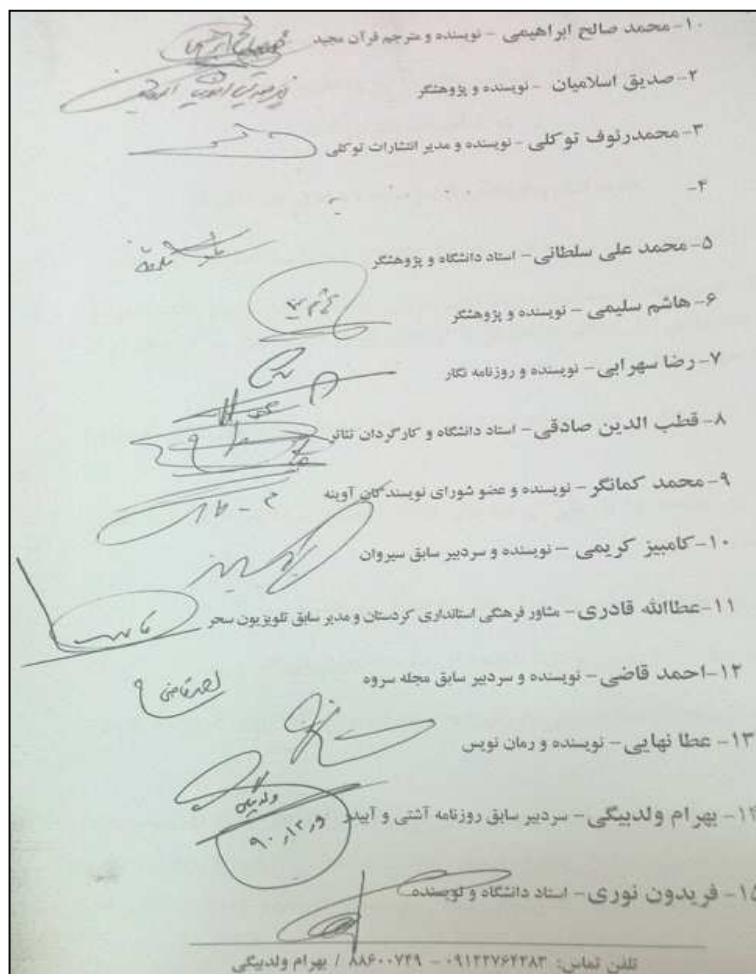 ۱۰- محمد صالح ابراهیمی - نویسنده و مترجم قرآن مجید
۲- صدیق اسلامیان - نویسنده و پژوهشگر
۳- محمدرئوف توکلی - نویسنده و مدیر انتشارات توکلی
۴-
۵- محمد علی سلطانی - استاد دانشگاه و پژوهشگر
۶- هاشم سلیمی - نویسنده و پژوهشگر
۷- رضا سهرابی - نویسنده و روزنامه نگار
۸- قطب الدین صادقی - استاد دانشگاه و کارگردان تئاتر
۹- محمد کمانگر - نویسنده و عضو شورای نویسندگان آوینه
۱۰- کامبیز کریمی - نویسنده و سردبیر سابق سیروان
۱۱- عطاالله قادری - مشاور فرهنگی استانداری کردستان و مدیر سابق تلویزیون سحر
۱۲- احمد قاضی - نویسنده و سردبیر سابق مجله سروه
احمد قاضی
۱۳- عطا نهایی - نویسنده و رمان نویس
۱۴- بهرام ولدبیگی - سردبیر سابق روزنامه آشتی و آبیدر
ولدبیگی
۹۰
۱۵- فریدون نوری - استاد دانشگاه و نویسنده
تلفن تماس: ۰۹۱۲۲۷۶۴۲۸۳ - ۸۸۶۰۰۷۴۹ / بهرام ولدبیگی